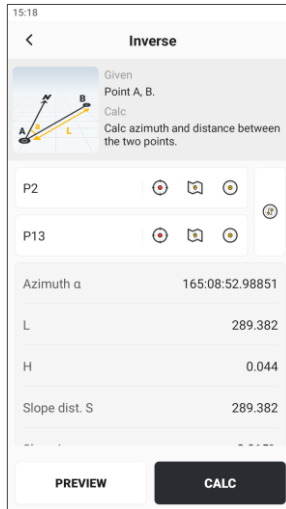 15:18
Inverse
Given
Point A, B.
Calc
Calc azimuth and distance between
the two points.
N
B
A
a
L
P2
P13
Azimuth α 165:08:52.98851
L 289.382
H 0.044
Slope dist. S 289.382
PREVIEW CALC